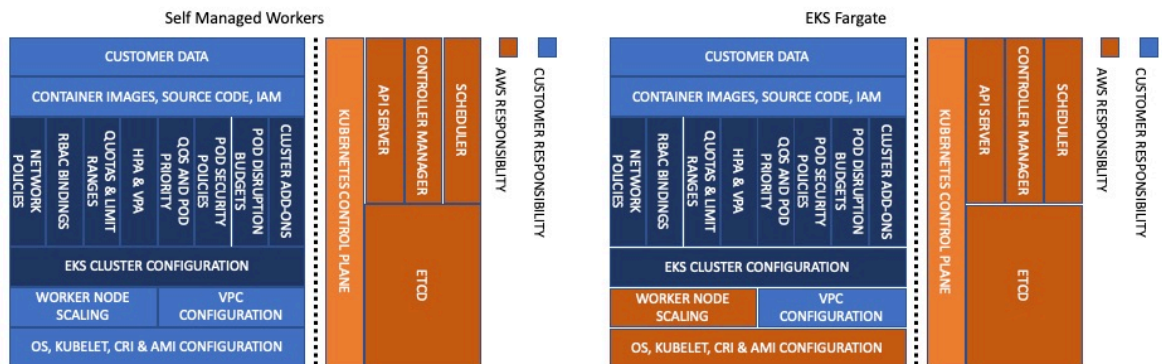 Self Managed Workers
CUSTOMER DATA
CONTAINER IMAGES, SOURCE CODE, IAM
NETWORK
POLICIES
RBAC BINDINGS
QUOTAS & LIMIT
RANGES
HPA & VPA
QOS AND POD
PRIORITY
POD SECURITY
POLICIES
POD DISRUPTION
BUDGETS
CLUSTER ADD-ONS
EKS CLUSTER CONFIGURATION
WORKER NODE
SCALING
VPC
CONFIGURATION
OS, KUBELET, CRI & AMI CONFIGURATION
KUBERNETES CONTROL PLANE
API SERVER
CONTROLLER MANAGER
SCHEDULER
ETCD
AWS RESPONSIBLITY
CUSTOMER RESPONSIBILITY
EKS Fargate
CUSTOMER DATA
CONTAINER IMAGES, SOURCE CODE, IAM
NETWORK
POLICIES
RBAC BINDINGS
QUOTAS & LIMIT
RANGES
HPA & VPA
QOS AND POD
PRIORITY
POD SECURITY
POLICIES
POD DISRUPTION
BUDGETS
CLUSTER ADD-ONS
EKS CLUSTER CONFIGURATION
WORKER NODE
SCALING
VPC
CONFIGURATION
OS, KUBELET, CRI & AMI CONFIGURATION
KUBERNETES CONTROL PLANE
API SERVER
CONTROLLER MANAGER
SCHEDULER
ETCD
AWS RESPONSIBLITY
CUSTOMER RESPONSIBILITY